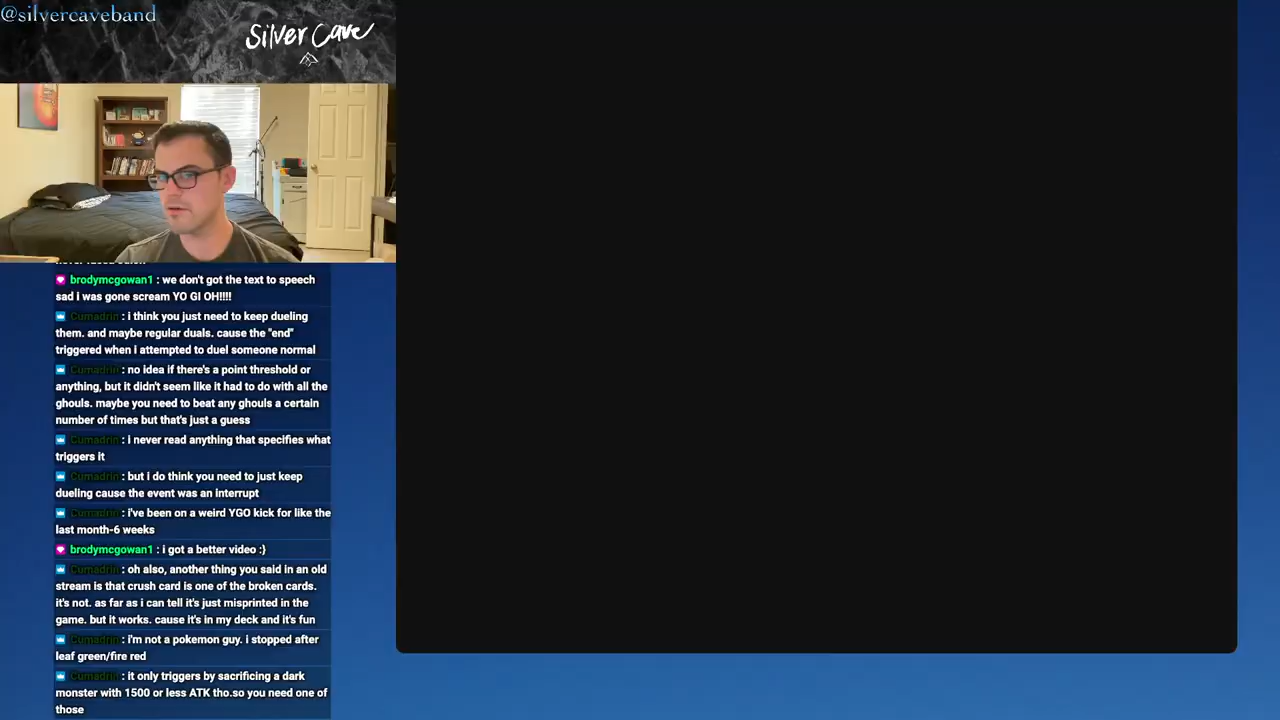 @silvercaveband
Silver Cave
brodymcgowan1 : we don't got the text to speech
sad i was gone scream YO GI OH!!!!
Cumadrin : i think you just need to keep dueling
them. and maybe regular duals. cause the "end"
triggered when i attempted to duel someone normal
Cumadrin : no idea if there's a point threshold or
anything, but it didn't seem like it had to do with all the
ghouls. maybe you need to beat any ghouls a certain
number of times but that's just a guess
Cumadrin : i never read anything that specifies what
triggers it
Cumadrin : but i do think you need to just keep
dueling cause the event was an interrupt
Cumadrin : i've been on a weird YGO kick for like the
last month-6 weeks
brodymcgowan1 : i got a better video :}
Cumadrin : oh also, another thing you said in an old
stream is that crush card is one of the broken cards.
it's not. as far as i can tell it's just misprinted in the
game. but it works. cause it's in my deck and it's fun
Cumadrin : i'm not a pokemon guy. i stopped after
leaf green/fire red
Cumadrin : it only triggers by sacrificing a dark
monster with 1500 or less ATK tho.so you need one of
those